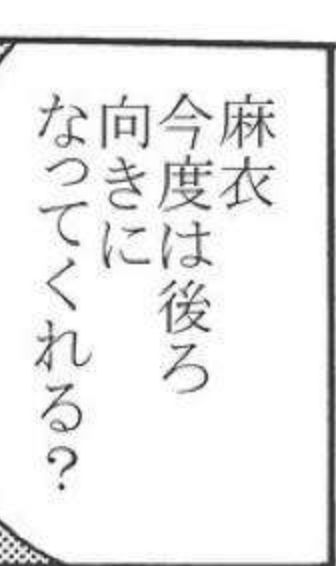 麻衣
今度は後ろ
向きに
なってくれる？